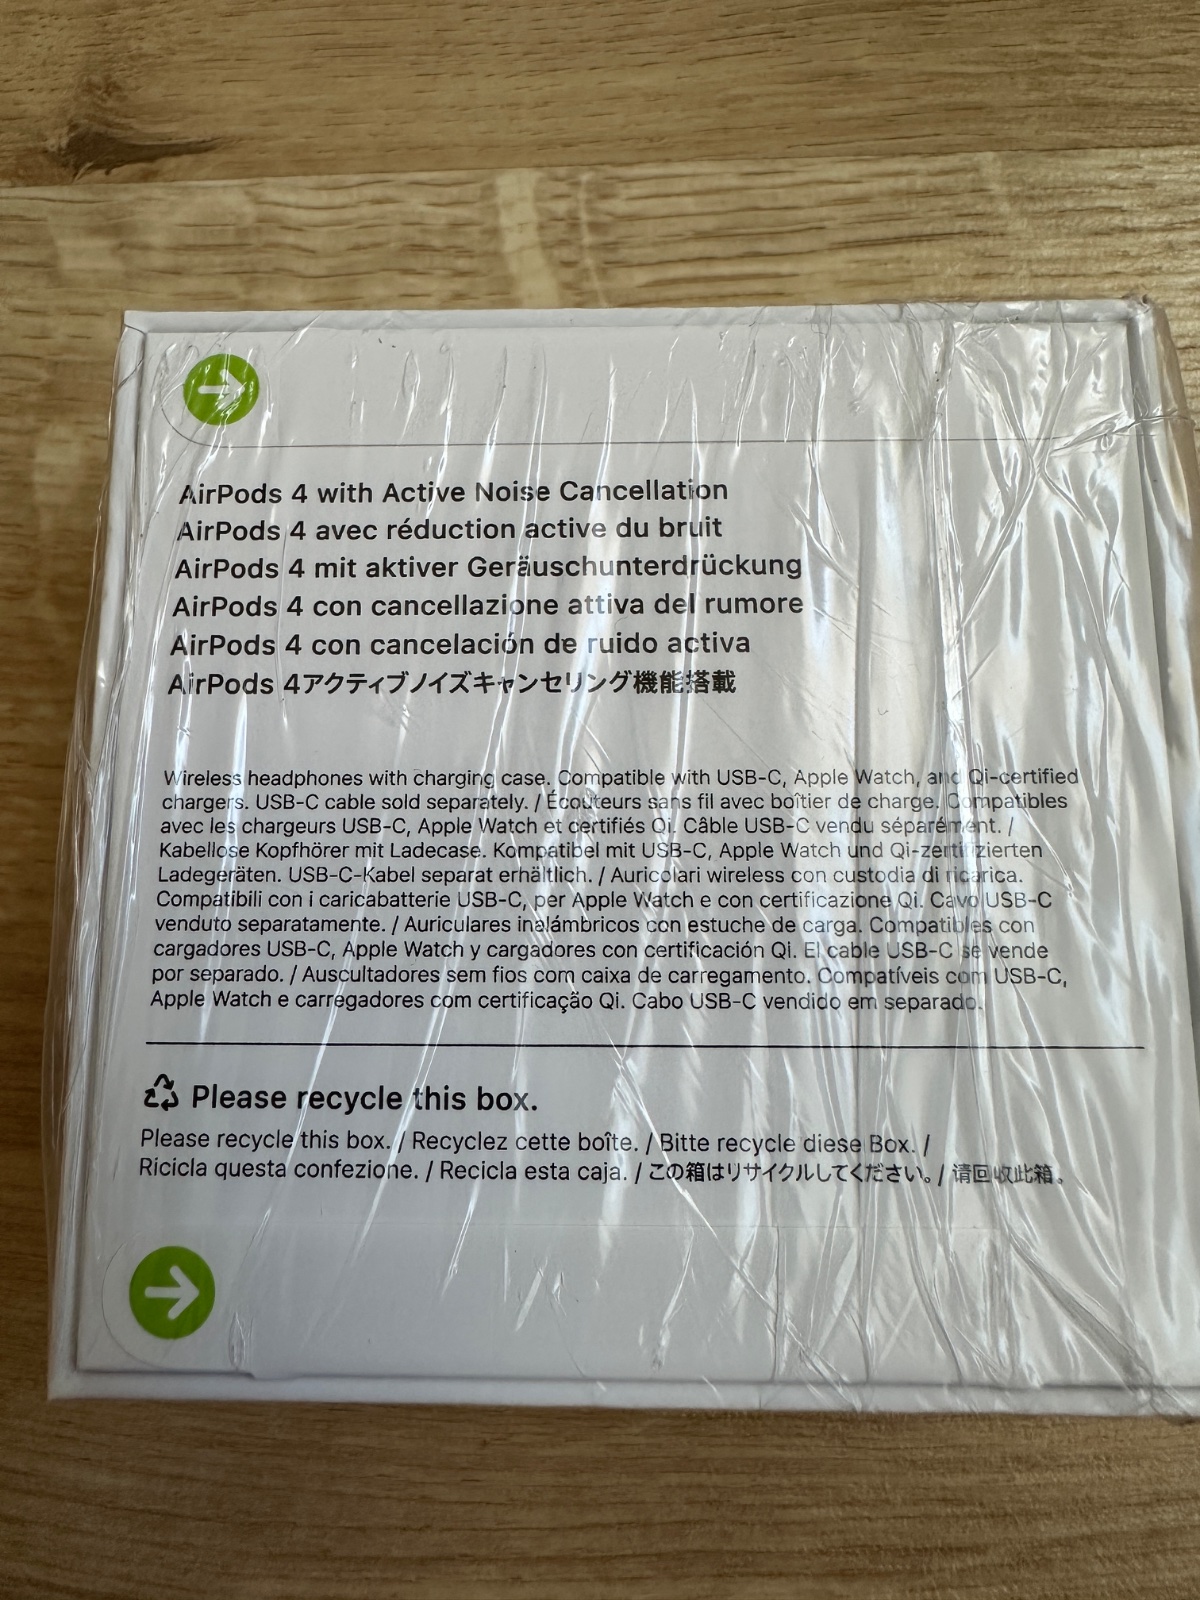 AirPods 4 with Active Noise Cancellation
AirPods 4 avec réduction active du bruit
AirPods 4 mit aktiver Geräuschunterdrückung
AirPods 4 con cancellazione attiva del rumore
AirPods 4 con cancelación de ruido activa
AirPods 4アクティブノイズキャンセリング機能搭載
Wireless headphones with charging case. Compatible with USB-C, Apple Watch, and Qi-certified
chargers. USB-C cable sold separately. / Écouteurs sans fil avec boîtier de charge. Compatibles
avec les chargeurs USB-C, Apple Watch et certifiés Qi. Câble USB-C vendu séparément. /
Kabellose Kopfhörer mit Ladecase. Kompatibel mit USB-C, Apple Watch und Qi-zertifizierten
Ladegeräten. USB-C-Kabel separat erhältlich. / Auricolari wireless con custodia di ricarica.
Compatibili con i caricabatterie USB-C, per Apple Watch e con certificazione Qi. Cavo USB-C
venduto separatamente. / Auriculares inalámbricos con estuche de carga. Compatibles con
cargadores USB-C, Apple Watch y cargadores con certificación Qi. El cable USB-C se vende
por separado. / Auscultadores sem fios com caixa de carregamento. Compatíveis com USB-C,
Apple Watch e carregadores com certificação Qi. Cabo USB-C vendido em separado.
Please recycle this box.
Please recycle this box. / Recyclez cette boîte. / Bitte recycle diese Box. /
Ricicla questa confezione. / Recicla esta caja. / この箱はリサイクルしてください。/ 请回收此箱。